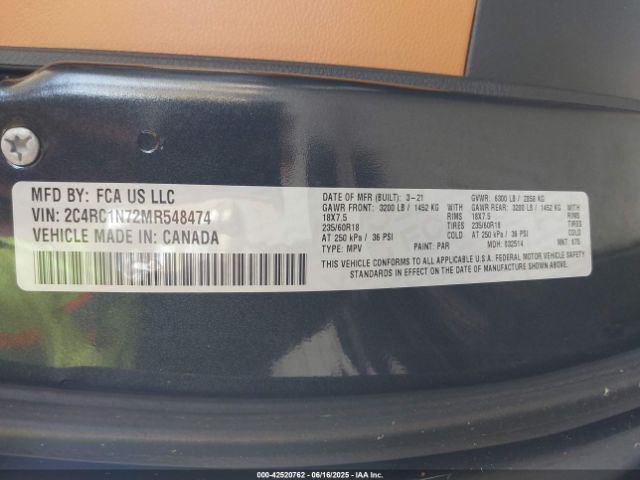 MFD BY: FCA US LLC
VIN: 2C4RC1N72MR548474
VEHICLE MADE IN: CANADA
DATE OF MFR (BUILT): 3-21 GVWR: 6300 LB / 2858 KG
GAWR FRONT: 3200 LB / 1452 KG WITH GAWR REAR: 3200 LB / 1452 KG WITH
18X7.5 RIMS 18X7.5 RIMS
235/60R18 TIRES 235/60R18 TIRES
AT 250 kPa / 36 PSI COLD AT 250 kPa / 36 PSI COLD
TYPE: MPV PAINT: PAR MDH: 032514 MKT: 675
THIS VEHICLE CONFORMS TO ALL APPLICABLE U.S.A. FEDERAL MOTOR VEHICLE SAFETY
STANDARDS IN EFFECT ON THE DATE OF MANUFACTURE SHOWN ABOVE.
000-42520762 - 06/16/2025 - IAA Inc.